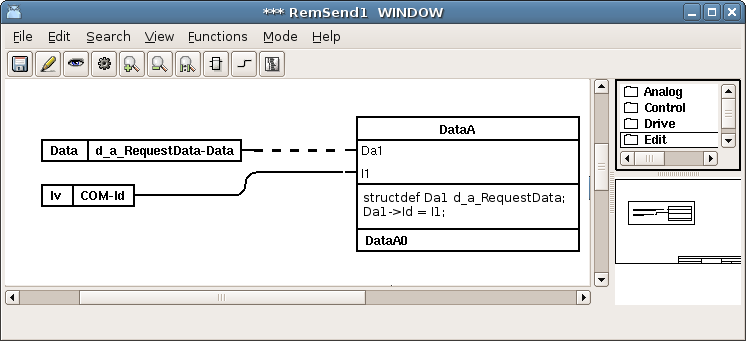 *** RemSend1 WINDOW
File Edit Search View Functions Mode Help
Analog
Control
Drive
Edit
DataA
Data d_a_RequestData-Data
Da1
Iv COM-Id
I1
structdef Da1 d_a_RequestData;
Da1->Id = I1;
DataA0